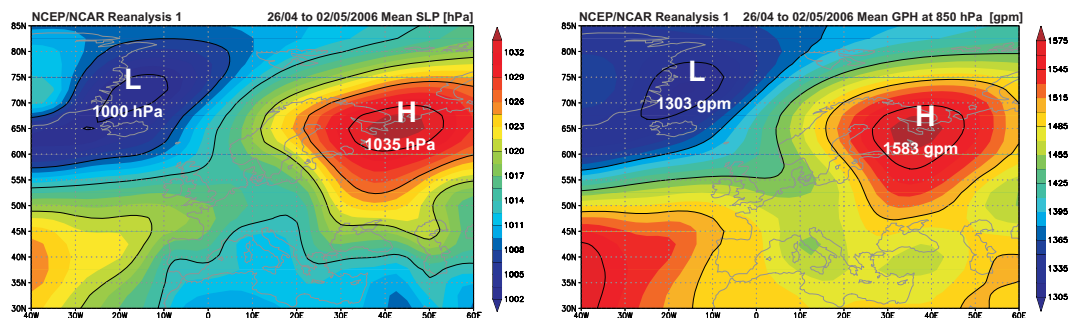 NCEP/NCAR Reanalysis 1 26/04 to 02/05/2006 Mean SLP [hPa]
85N
80N
75N
70N
65N
60N
55N
50N
45N
40N
35N
30N
40W 30W 20W 10W 0 10E 20E 30E 40E 50E 60E
L
1000 hPa
H
1035 hPa
1032
1029
1026
1023
1020
1017
1014
1011
1008
1005
1002
NCEP/NCAR Reanalysis 1 26/04 to 02/05/2006 Mean GPH at 850 hPa [gpm]
85N
80N
75N
70N
65N
60N
55N
50N
45N
40N
35N
30N
40W 30W 20W 10W 0 10E 20E 30E 40E 50E 60E
L
1303 gpm
H
1583 gpm
1575
1545
1515
1485
1455
1425
1395
1365
1335
1305